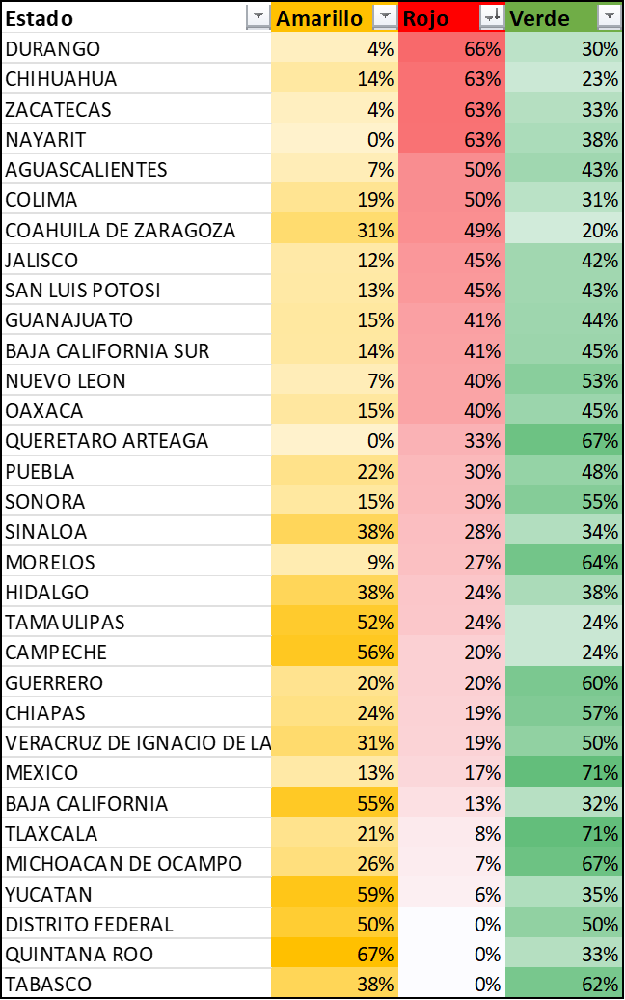 Estado Amarillo Rojo Verde
DURANGO 4% 66% 30%
CHIHUAHUA 14% 63% 23%
ZACATECAS 4% 63% 33%
NAYARIT 0% 63% 38%
AGUASCALIENTES 7% 50% 43%
COLIMA 19% 50% 31%
COAHUILA DE ZARAGOZA 31% 49% 20%
JALISCO 12% 45% 42%
SAN LUIS POTOSI 13% 45% 43%
GUANAJUATO 15% 41% 44%
BAJA CALIFORNIA SUR 14% 41% 45%
NUEVO LEON 7% 40% 53%
OAXACA 15% 40% 45%
QUERETARO ARTEAGA 0% 33% 67%
PUEBLA 22% 30% 48%
SONORA 15% 30% 55%
SINALOA 38% 28% 34%
MORELOS 9% 27% 64%
HIDALGO 38% 24% 38%
TAMAULIPAS 52% 24% 24%
CAMPECHE 56% 20% 24%
GUERRERO 20% 20% 60%
CHIAPAS 24% 19% 57%
VERACRUZ DE IGNACIO DE LA 31% 19% 50%
MEXICO 13% 17% 71%
BAJA CALIFORNIA 55% 13% 32%
TLAXCALA 21% 8% 71%
MICHOACAN DE OCAMPO 26% 7% 67%
YUCATAN 59% 6% 35%
DISTRITO FEDERAL 50% 0% 50%
QUINTANA ROO 67% 0% 33%
TABASCO 38% 0% 62%